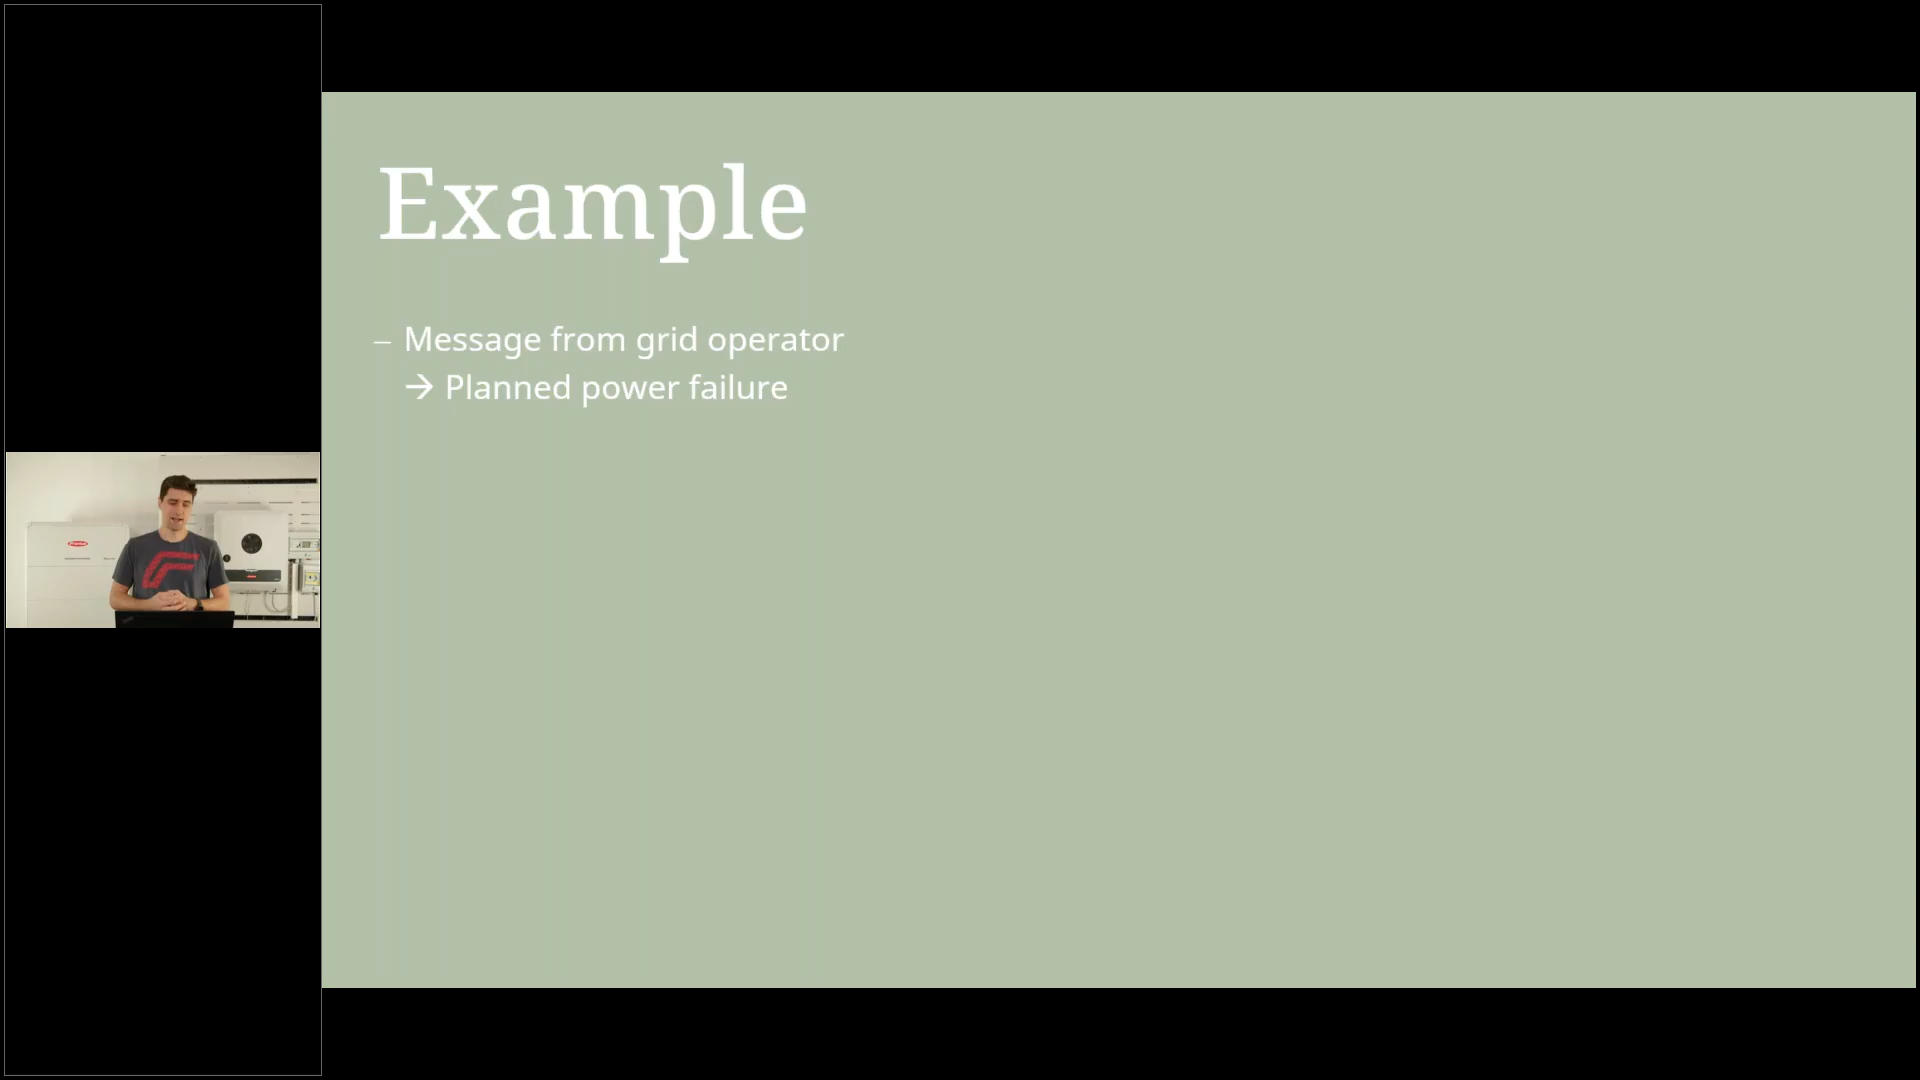 Example
– Message from grid operator
→ Planned power failure